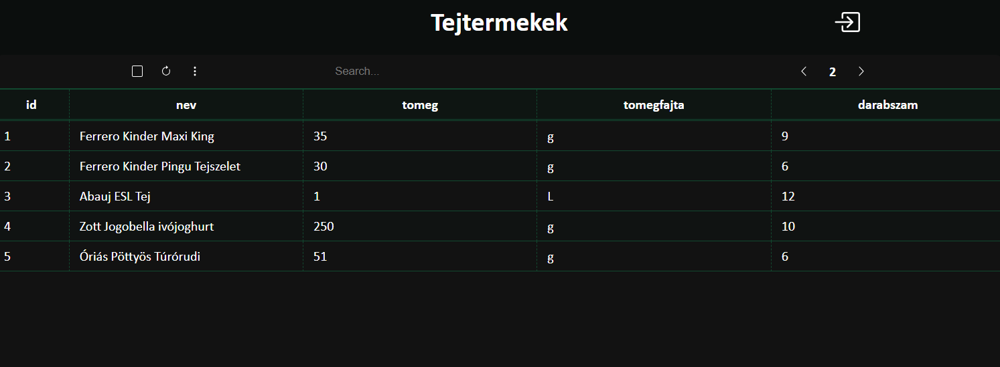 Tejtermekek
Search...
2
id nev tomeg tomegfajta darabszam
1 Ferrero Kinder Maxi King 35 g 9
2 Ferrero Kinder Pingu Tejszelet 30 g 6
3 Abauj ESL Tej 1 L 12
4 Zott Jogobella ivójoghurt 250 g 10
5 Óriás Pöttyös Túrórudi 51 g 6